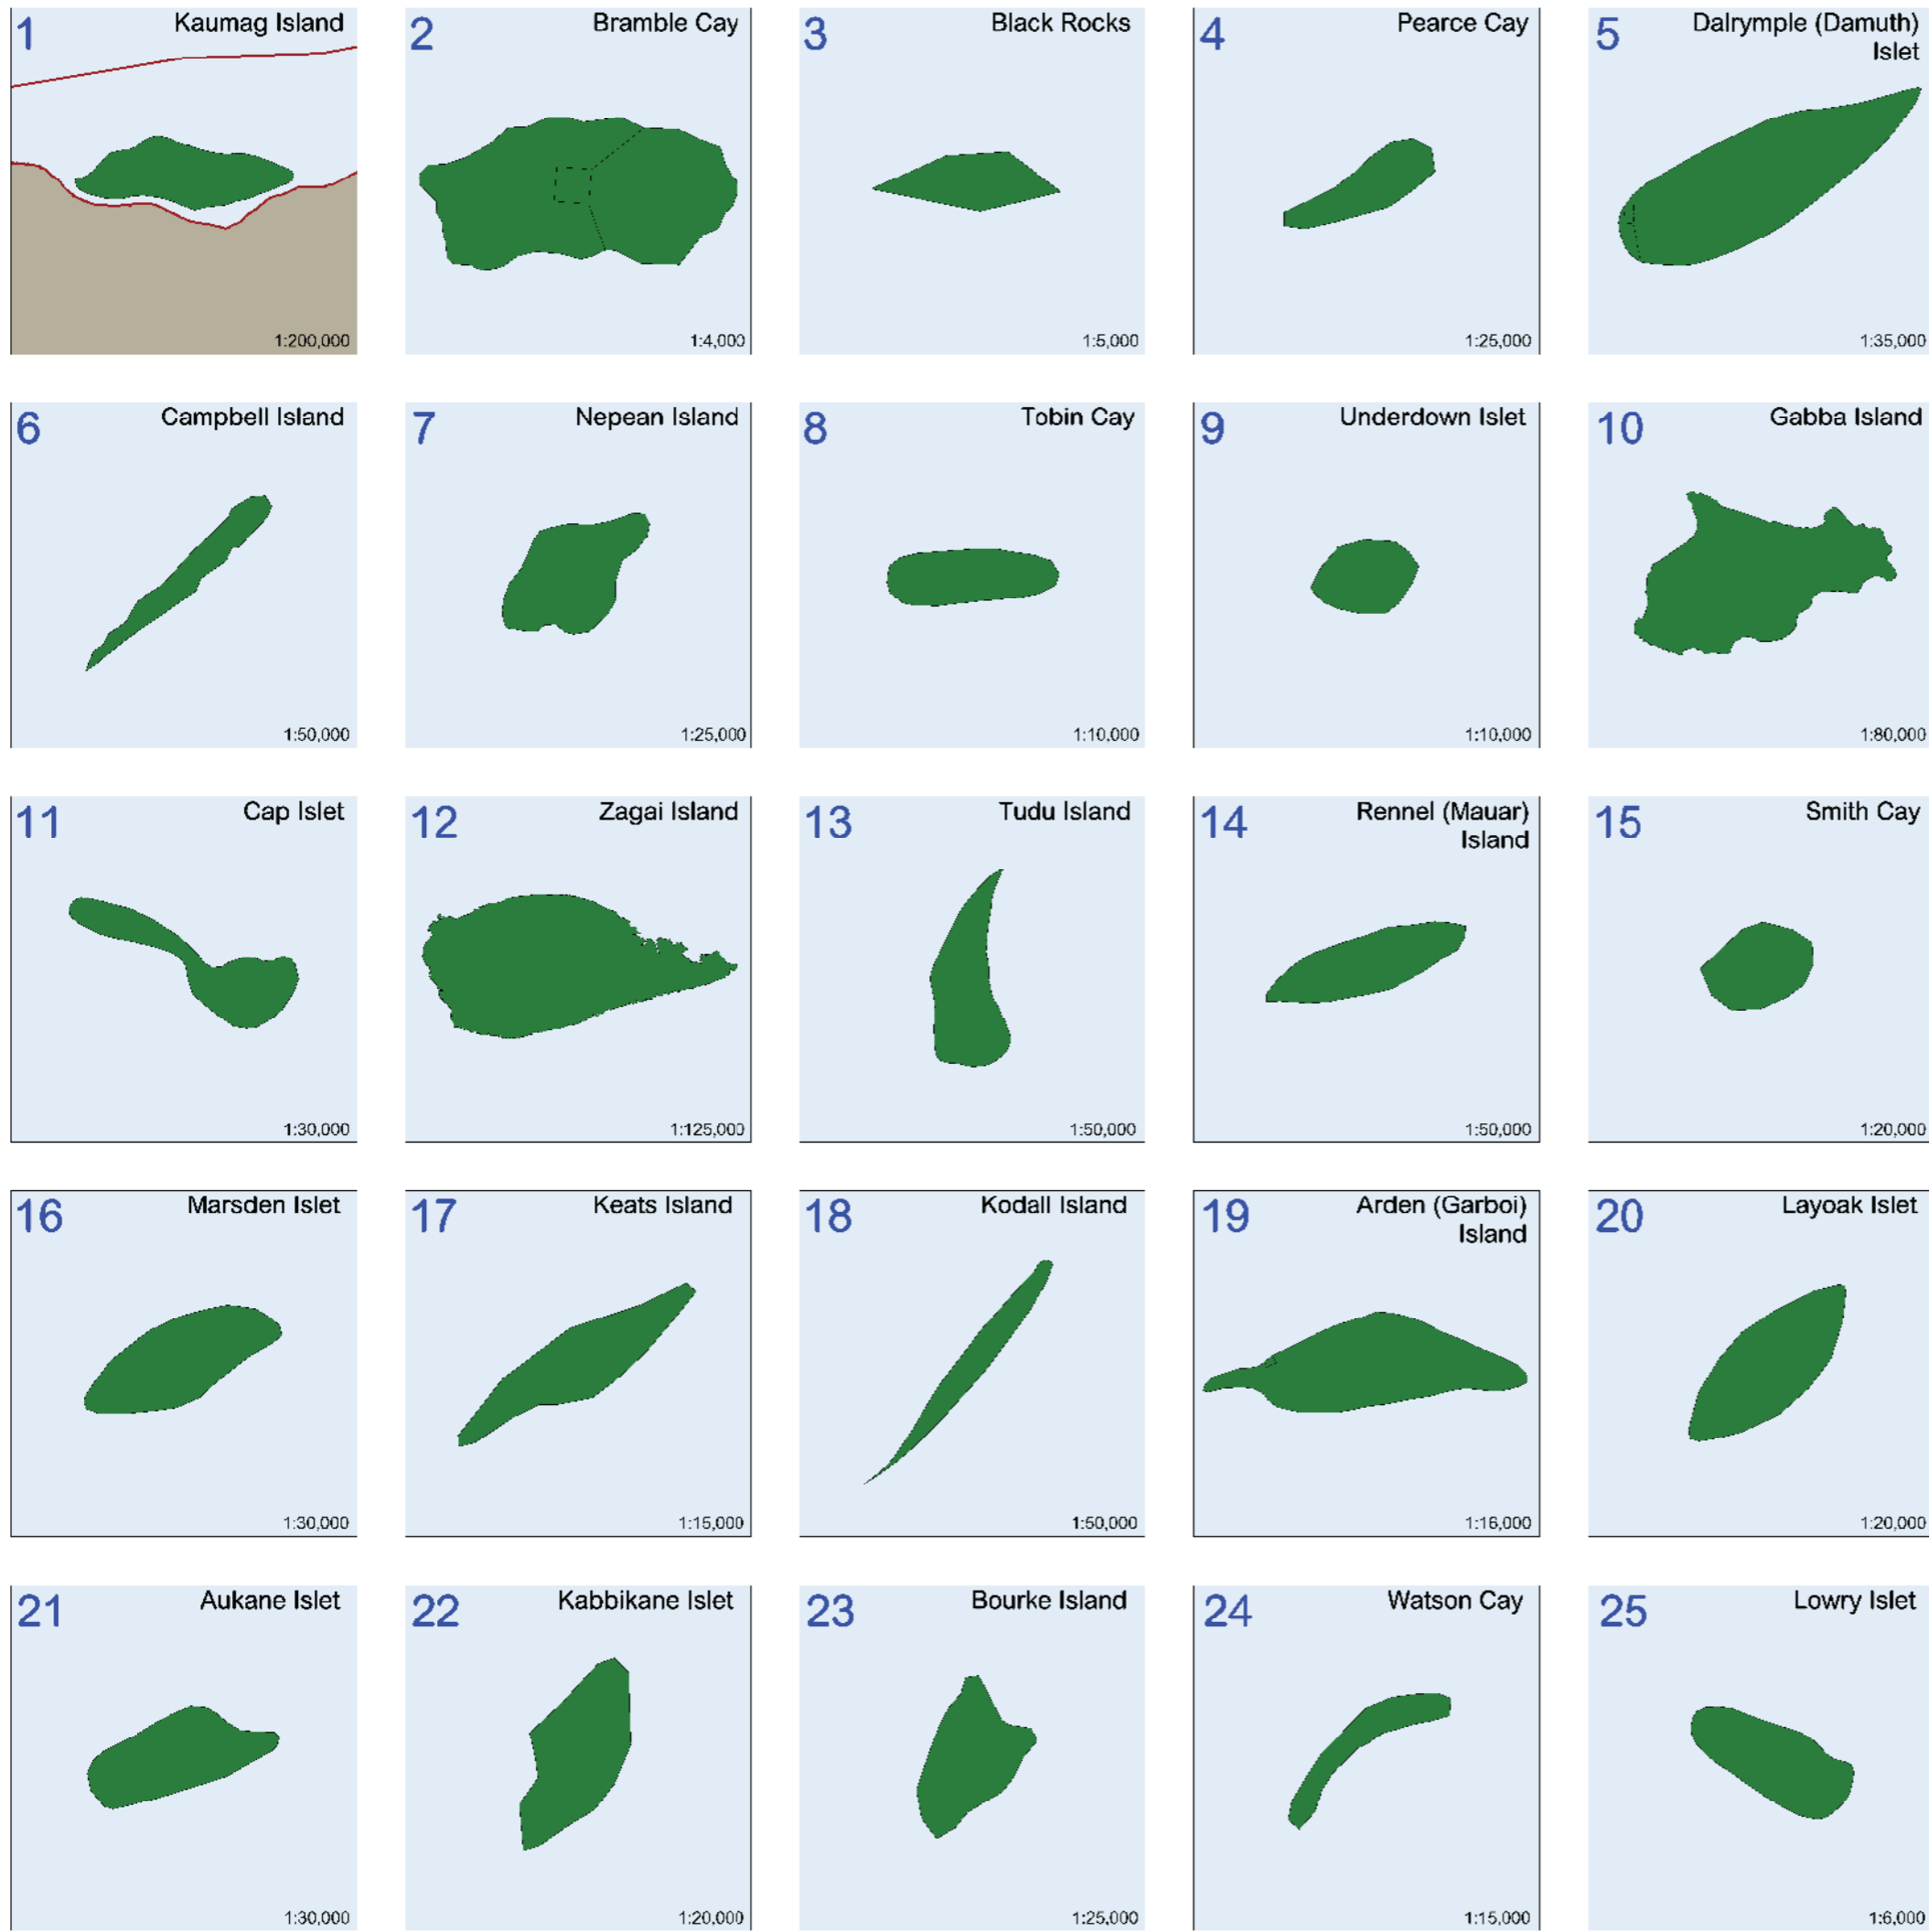 1
Kaumag Island
1:200,000
2
Bramble Cay
1:4,000
3
Black Rocks
1:5,000
4
Pearce Cay
1:25,000
5
Dalrymple (Damuth)
Islet
1:35,000
6
Campbell Island
1:50,000
7
Nepean Island
1:25,000
8
Tobin Cay
1:10,000
9
Underdown Islet
1:10,000
10
Gabba Island
1:80,000
11
Cap Islet
1:30,000
12
Zagai Island
1:125,000
13
Tudu Island
1:50,000
14
Rennel (Mauar)
Island
1:50,000
15
Smith Cay
1:20,000
16
Marsden Islet
1:30,000
17
Keats Island
1:15,000
18
Kodall Island
1:50,000
19
Arden (Garboi)
Island
1:16,000
20
Layoak Islet
1:20,000
21
Aukane Islet
1:30,000
22
Kabbikane Islet
1:20,000
23
Bourke Island
1:25,000
24
Watson Cay
1:15,000
25
Lowry Islet
1:6,000